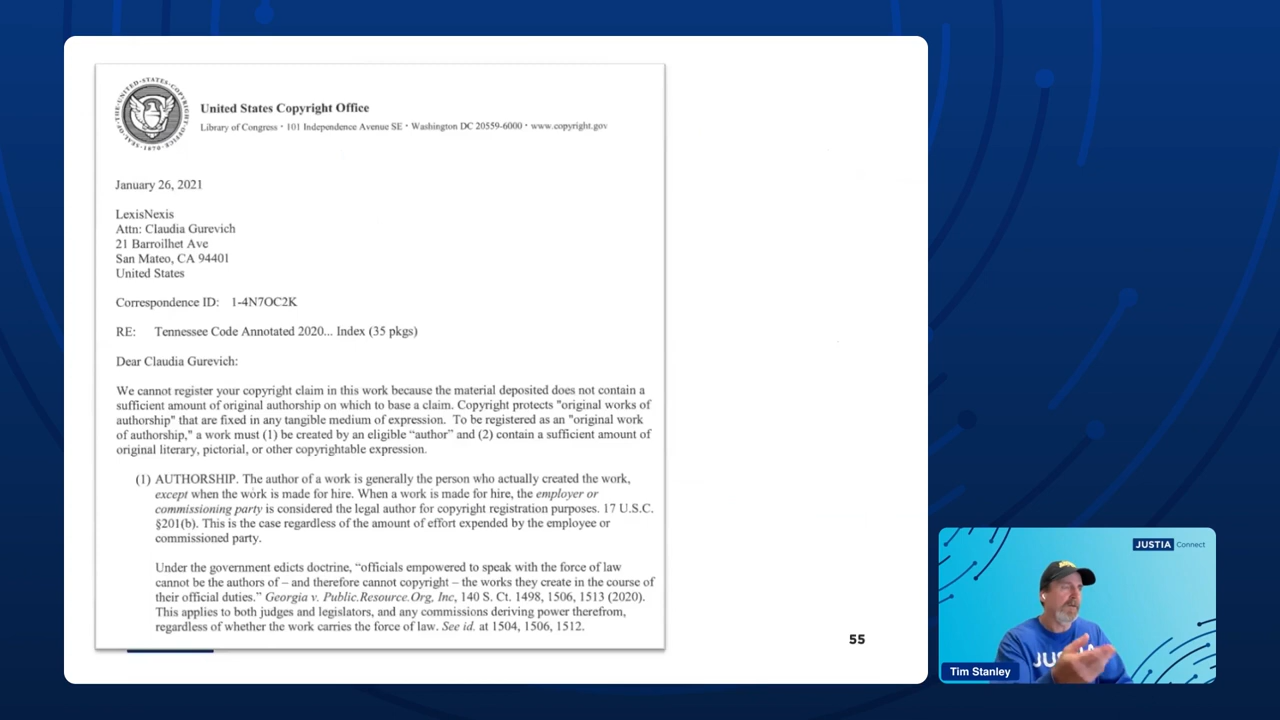 United States Copyright Office
Library of Congress • 101 Independence Avenue SE • Washington DC 20559-6000 • www.copyright.gov
January 26, 2021
LexisNexis
Attn: Claudia Gurevich
21 Barroilhet Ave
San Mateo, CA 94401
United States
Correspondence ID: 1-4N7OC2K
RE: Tennessee Code Annotated 2020... Index (35 pkgs)
Dear Claudia Gurevich:
We cannot register your copyright claim in this work because the material deposited does not contain a
sufficient amount of original authorship on which to base a claim. Copyright protects "original works of
authorship" that are fixed in any tangible medium of expression. To be registered as an "original work
of authorship," a work must (1) be created by an eligible “author” and (2) contain a sufficient amount of
original literary, pictorial, or other copyrightable expression.
(1) AUTHORSHIP. The author of a work is generally the person who actually created the work,
except when the work is made for hire. When a work is made for hire, the employer or
commissioning party is considered the legal author for copyright registration purposes. 17 U.S.C.
§201(b). This is the case regardless of the amount of effort expended by the employee or
commissioned party.
Under the government edicts doctrine, “officials empowered to speak with the force of law
cannot be the authors of – and therefore cannot copyright – the works they create in the course of
their official duties.” Georgia v. Public.Resource.Org, Inc, 140 S. Ct. 1498, 1506, 1513 (2020).
This applies to both judges and legislators, and any commissions deriving power therefrom,
regardless of whether the work carries the force of law. See id. at 1504, 1506, 1512.
55
JUSTIA Connect
Tim Stanley